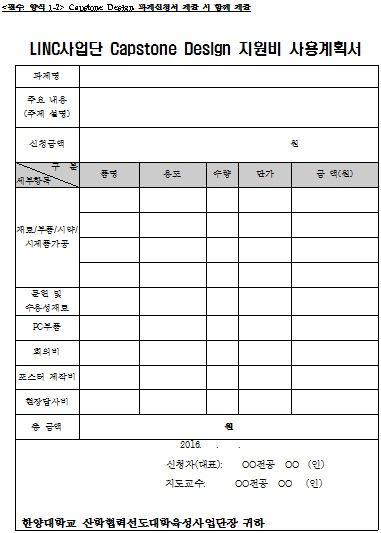 <필수 양식 1-2> Capstone Design 과제신청서 제출 시 함께 제출
LINC사업단 Capstone Design 지원비 사용계획서
과제명
주요 내용
(주제 설명)
신청금액 원
구 분
세부항목
품명 용도 수량 단가 금 액(원)
재료/부품/시약/
시제품가공
문헌 및
수용성재료
PC부품
회의비
포스터 제작비
현장답사비
총 금액 원
2016. . .
신청자(대표): OO전공 OO (인)
지도교수: OO전공 OO (인)
한양대학교 산학협력선도대학육성사업단장 귀하